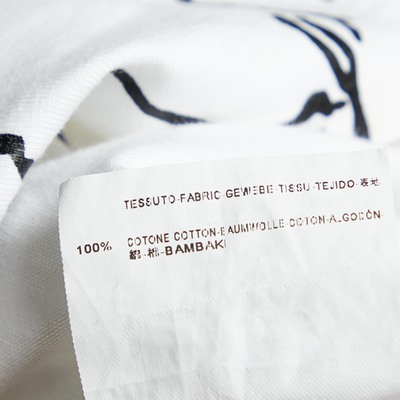 TESSUTO-FABRIC-GEWEBE-TISSU-TEJIDO-表地
100% COTONE COTTON-BAUMWOLLE-COTON-ALGODÓN
綿-棉-BAMBAKI